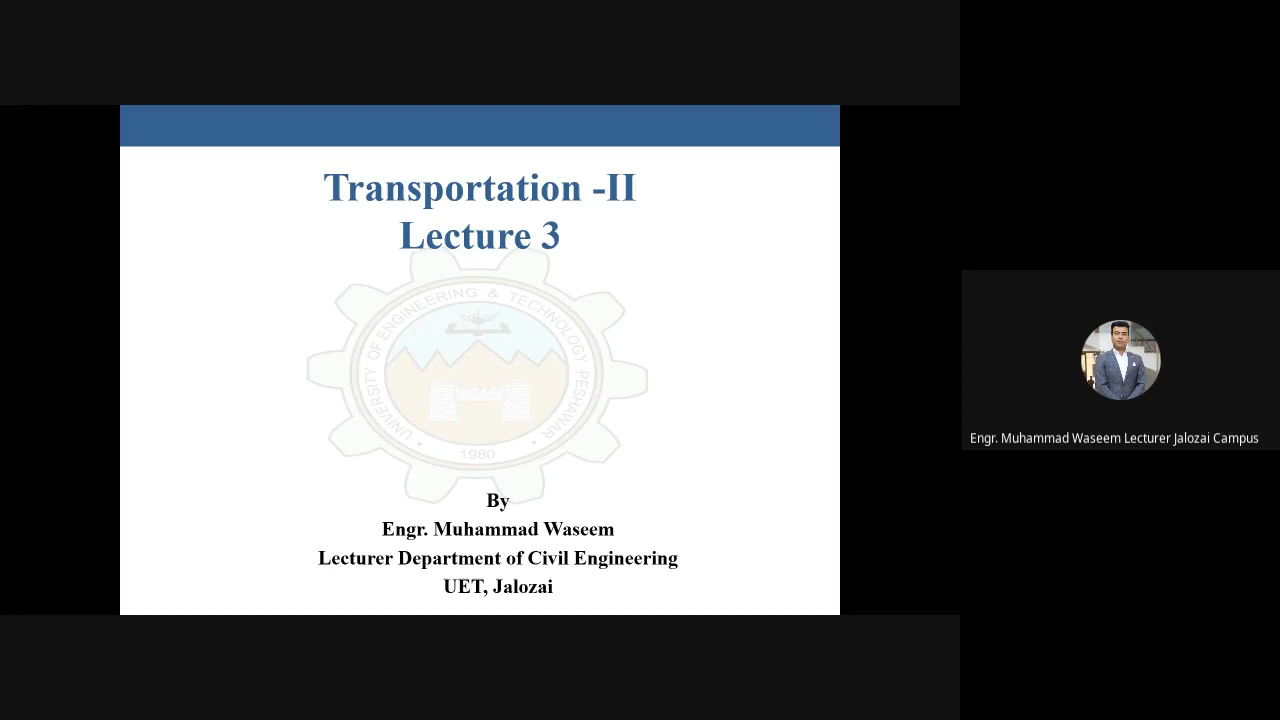 Transportation -II
Lecture 3
UNIVERSITY OF ENGINEERING & TECHNOLOGY PESHAWAR
1980
By
Engr. Muhammad Waseem
Lecturer Department of Civil Engineering
UET, Jalozai
Engr. Muhammad Waseem Lecturer Jalozai Campus